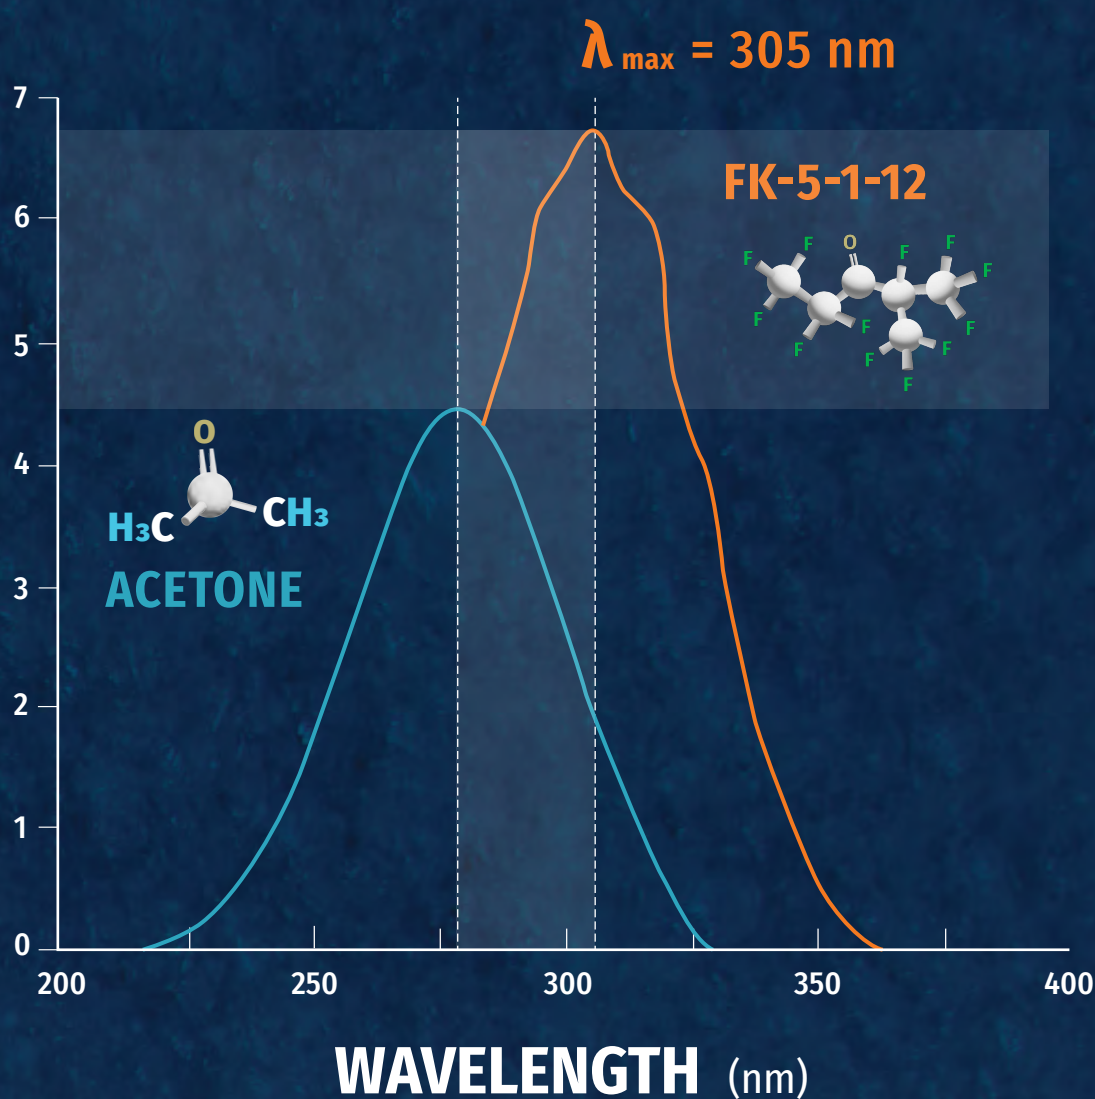 λmax = 305 nm
7
FK-5-1-12
6
F F O F F F
F F F F
F F F
F
5
O
4
H₃C CH₃
ACETONE
3
2
1
0
200 250 300 350 400
WAVELENGTH (nm)